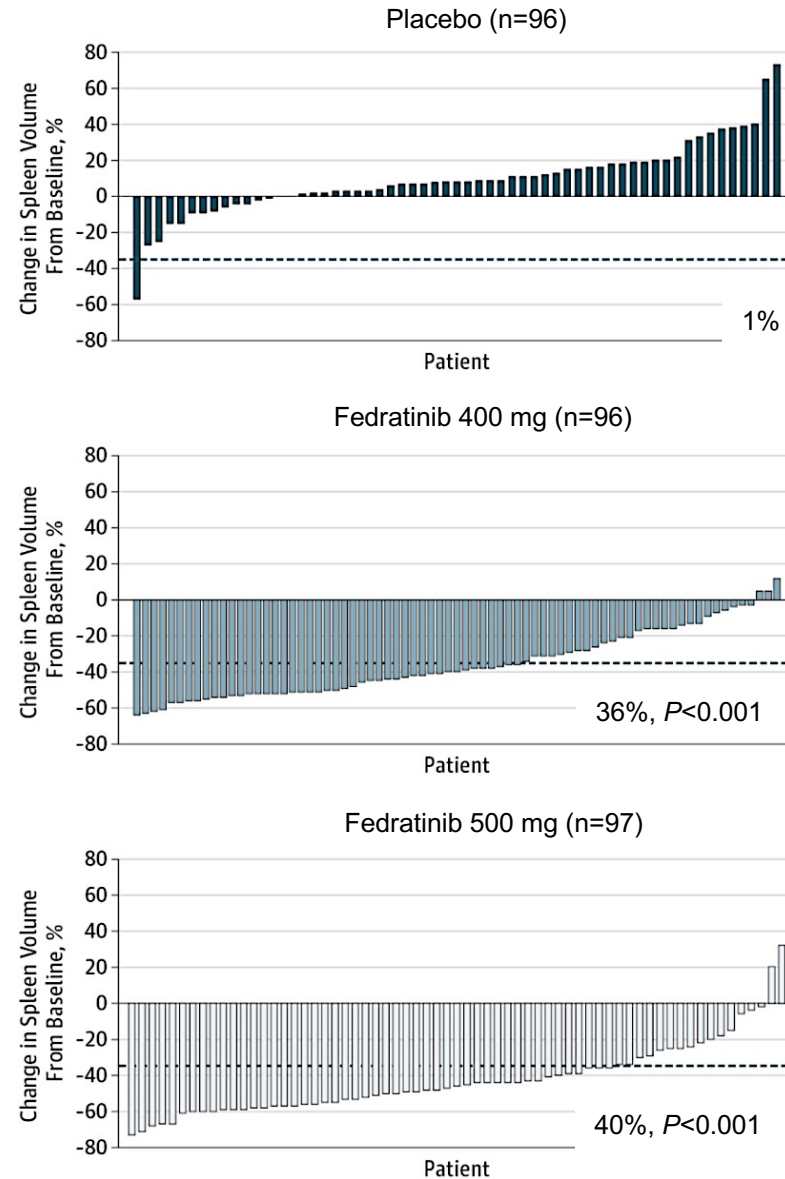 Placebo (n=96)
Change in Spleen Volume
From Baseline, %
80
60
40
20
0
-20
-40
-60
-80
1%
Patient
Fedratinib 400 mg (n=96)
Change in Spleen Volume
From Baseline, %
80
60
40
20
0
-20
-40
-60
-80
36%, P<0.001
Patient
Fedratinib 500 mg (n=97)
Change in Spleen Volume
From Baseline, %
80
60
40
20
0
-20
-40
-60
-80
40%, P<0.001
Patient